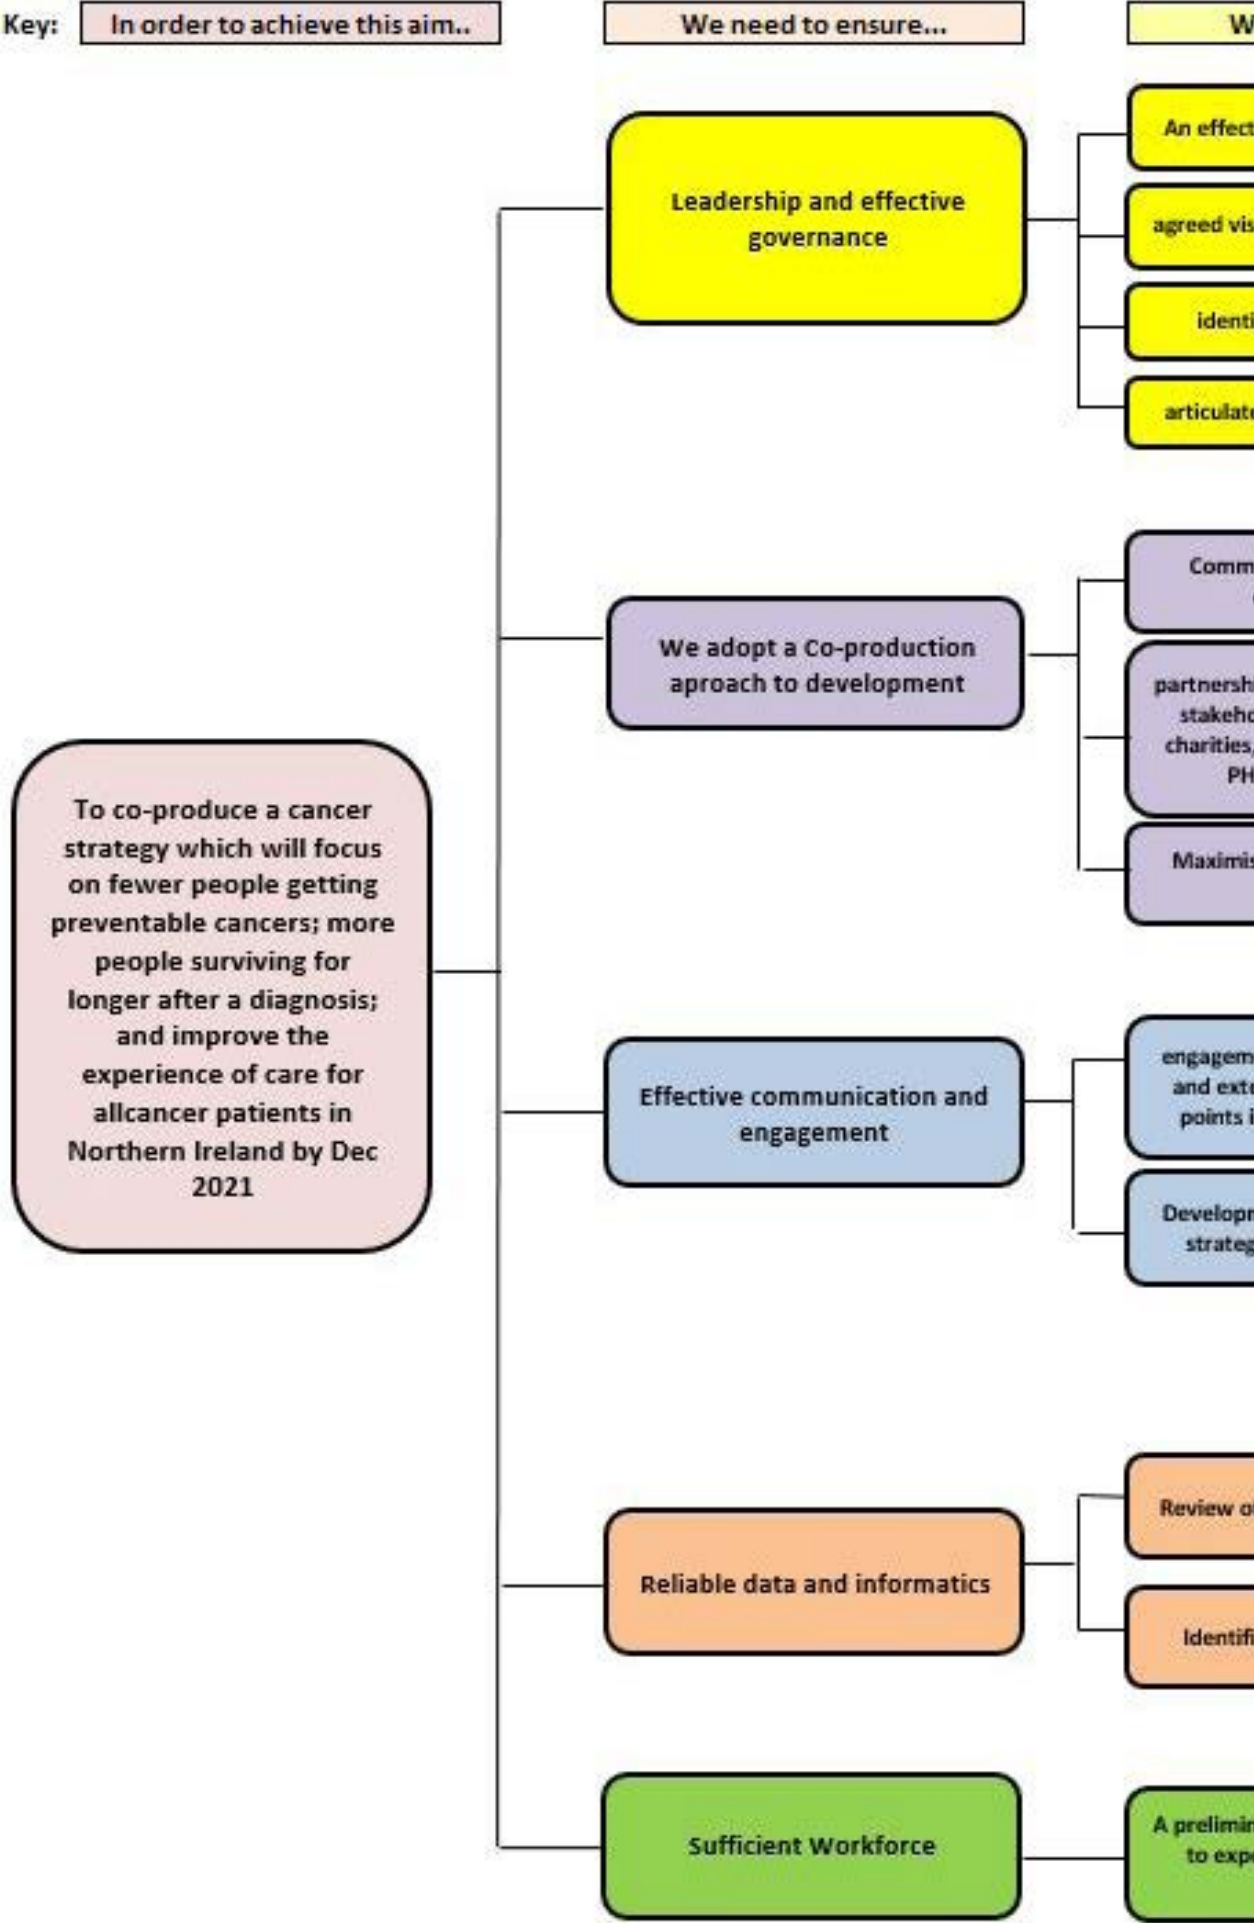 Key:
In order to achieve this aim..
We need to ensure...
W
To co-produce a cancer
strategy which will focus
on fewer people getting
preventable cancers; more
people surviving for
longer after a diagnosis;
and improve the
experience of care for
allcancer patients in
Northern Ireland by Dec
2021
Leadership and effective
governance
An effect
agreed vis
identi
articulate
We adopt a Co-production
aproach to development
Comm
partnersh
stakeho
charities,
PH
Maximis
Effective communication and
engagement
engagem
and exte
points i
Develop
strateg
Reliable data and informatics
Review o
Identifi
Sufficient Workforce
A prelimin
to exp